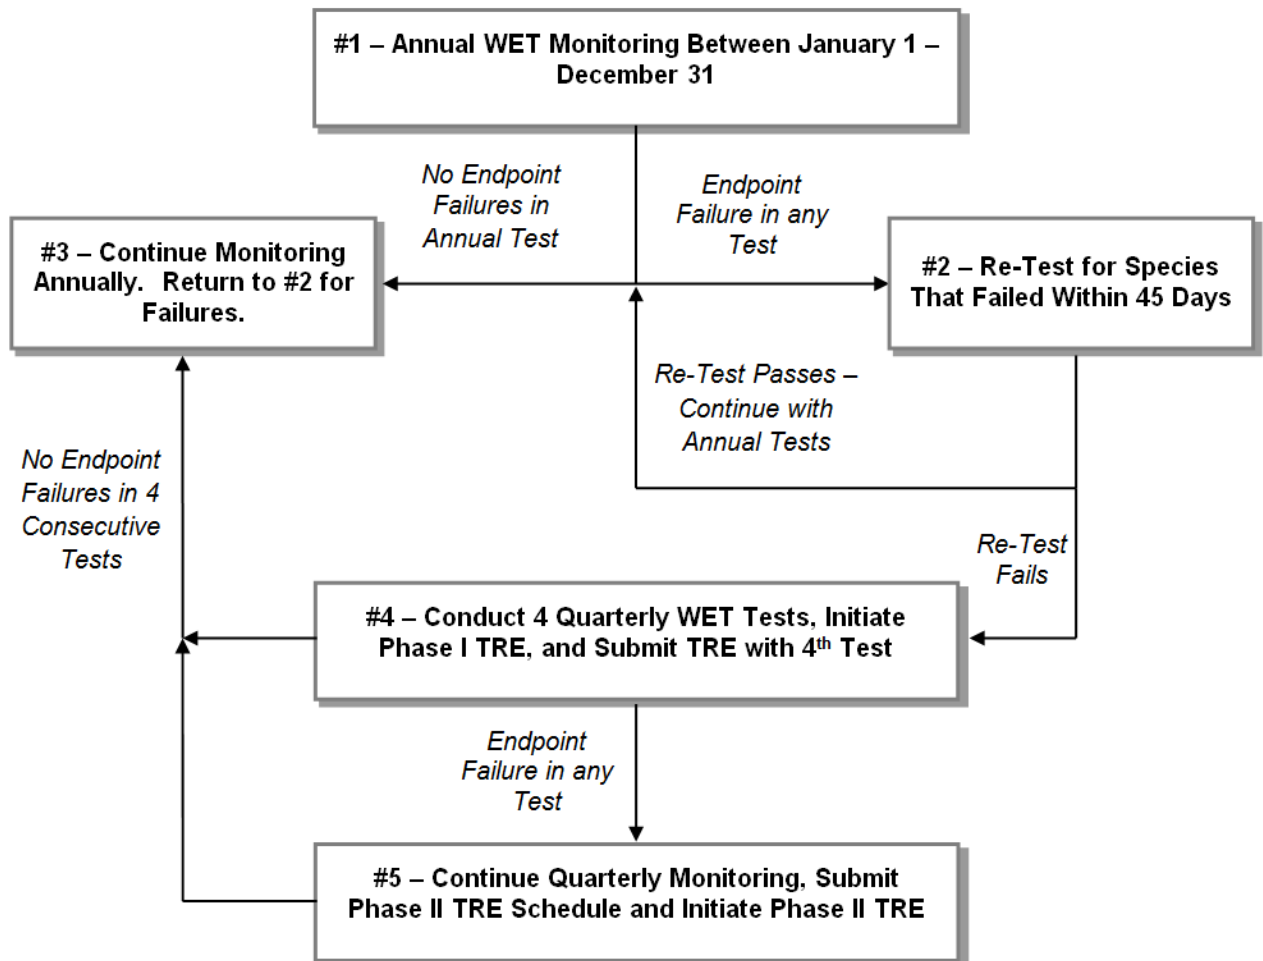 #1 – Annual WET Monitoring Between January 1 –
December 31
No Endpoint
Failures in
Annual Test
Endpoint
Failure in any
Test
#3 – Continue Monitoring
Annually. Return to #2 for
Failures.
#2 – Re-Test for Species
That Failed Within 45 Days
Re-Test Passes –
Continue with
Annual Tests
No Endpoint
Failures in 4
Consecutive
Tests
Re-Test
Fails
#4 – Conduct 4 Quarterly WET Tests, Initiate
Phase I TRE, and Submit TRE with 4th Test
Endpoint
Failure in any
Test
#5 – Continue Quarterly Monitoring, Submit
Phase II TRE Schedule and Initiate Phase II TRE